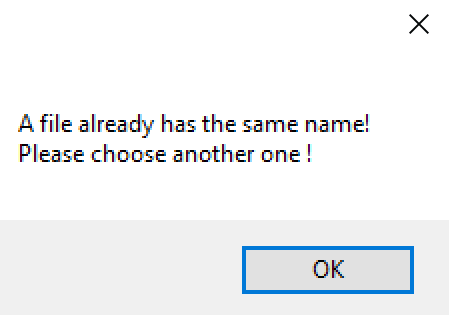 A file already has the same name!
Please choose another one !
OK